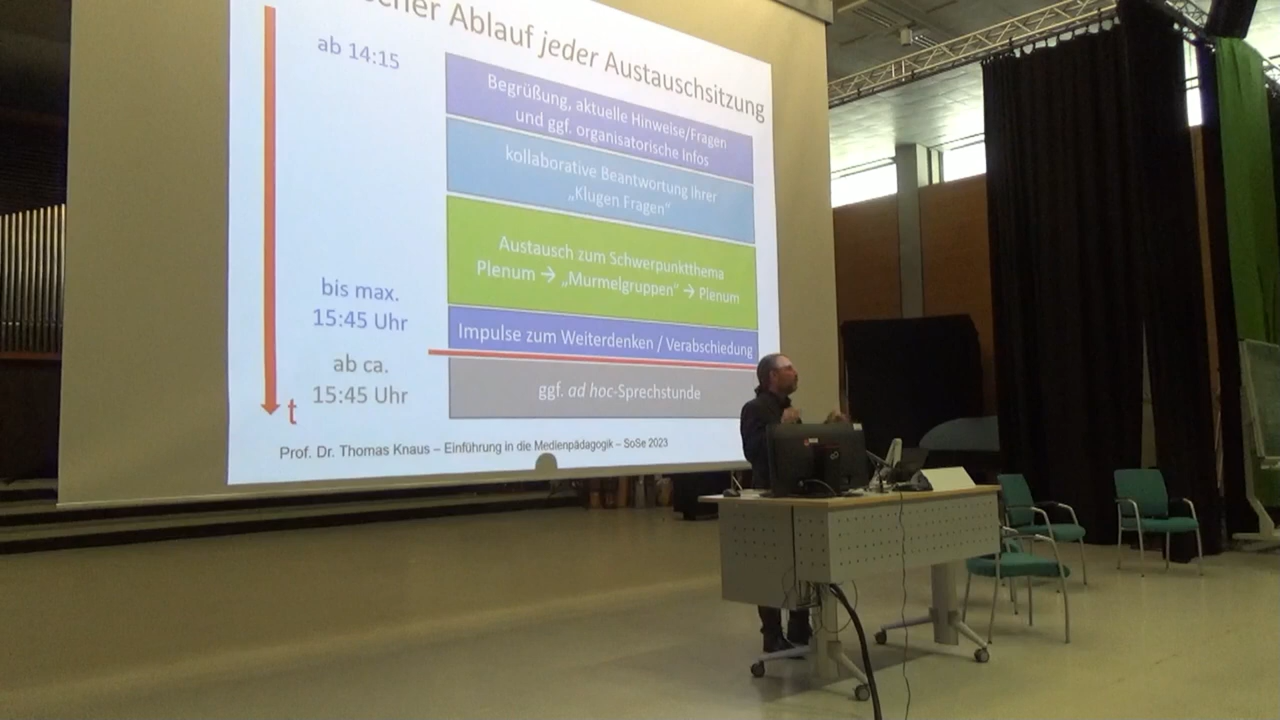 Ablauf jeder Austauschsitzung
ab 14:15
Begrüßung, aktuelle Hinweise/Fragen
und ggf. organisatorische Infos
kollaborative Beantwortung Ihrer
„Klugen Fragen“
Austausch zum Schwerpunktthema
Plenum → „Murmelgruppen“ → Plenum
bis max.
15:45 Uhr
Impulse zum Weiterdenken / Verabschiedung
ab ca.
15:45 Uhr
ggf. ad hoc-Sprechstunde
t
Prof. Dr. Thomas Knaus – Einführung in die Medienpädagogik – SoSe 2023